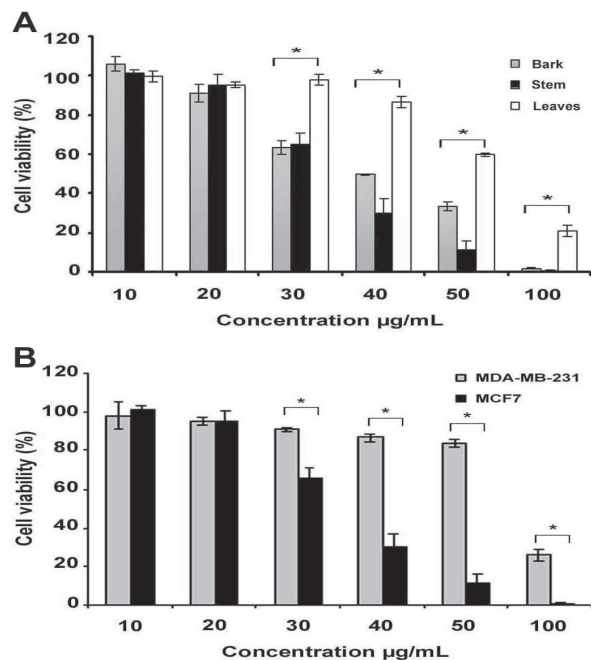 A
120
100
80
60
40
20
0
Cell viability (%)
* * * *
Bark
Stem
Leaves
10 20 30 40 50 100
Concentration µg/mL
B
120
100
80
60
40
20
0
Cell viability (%)
* * * *
MDA-MB-231
MCF7
10 20 30 40 50 100
Concentration µg/mL